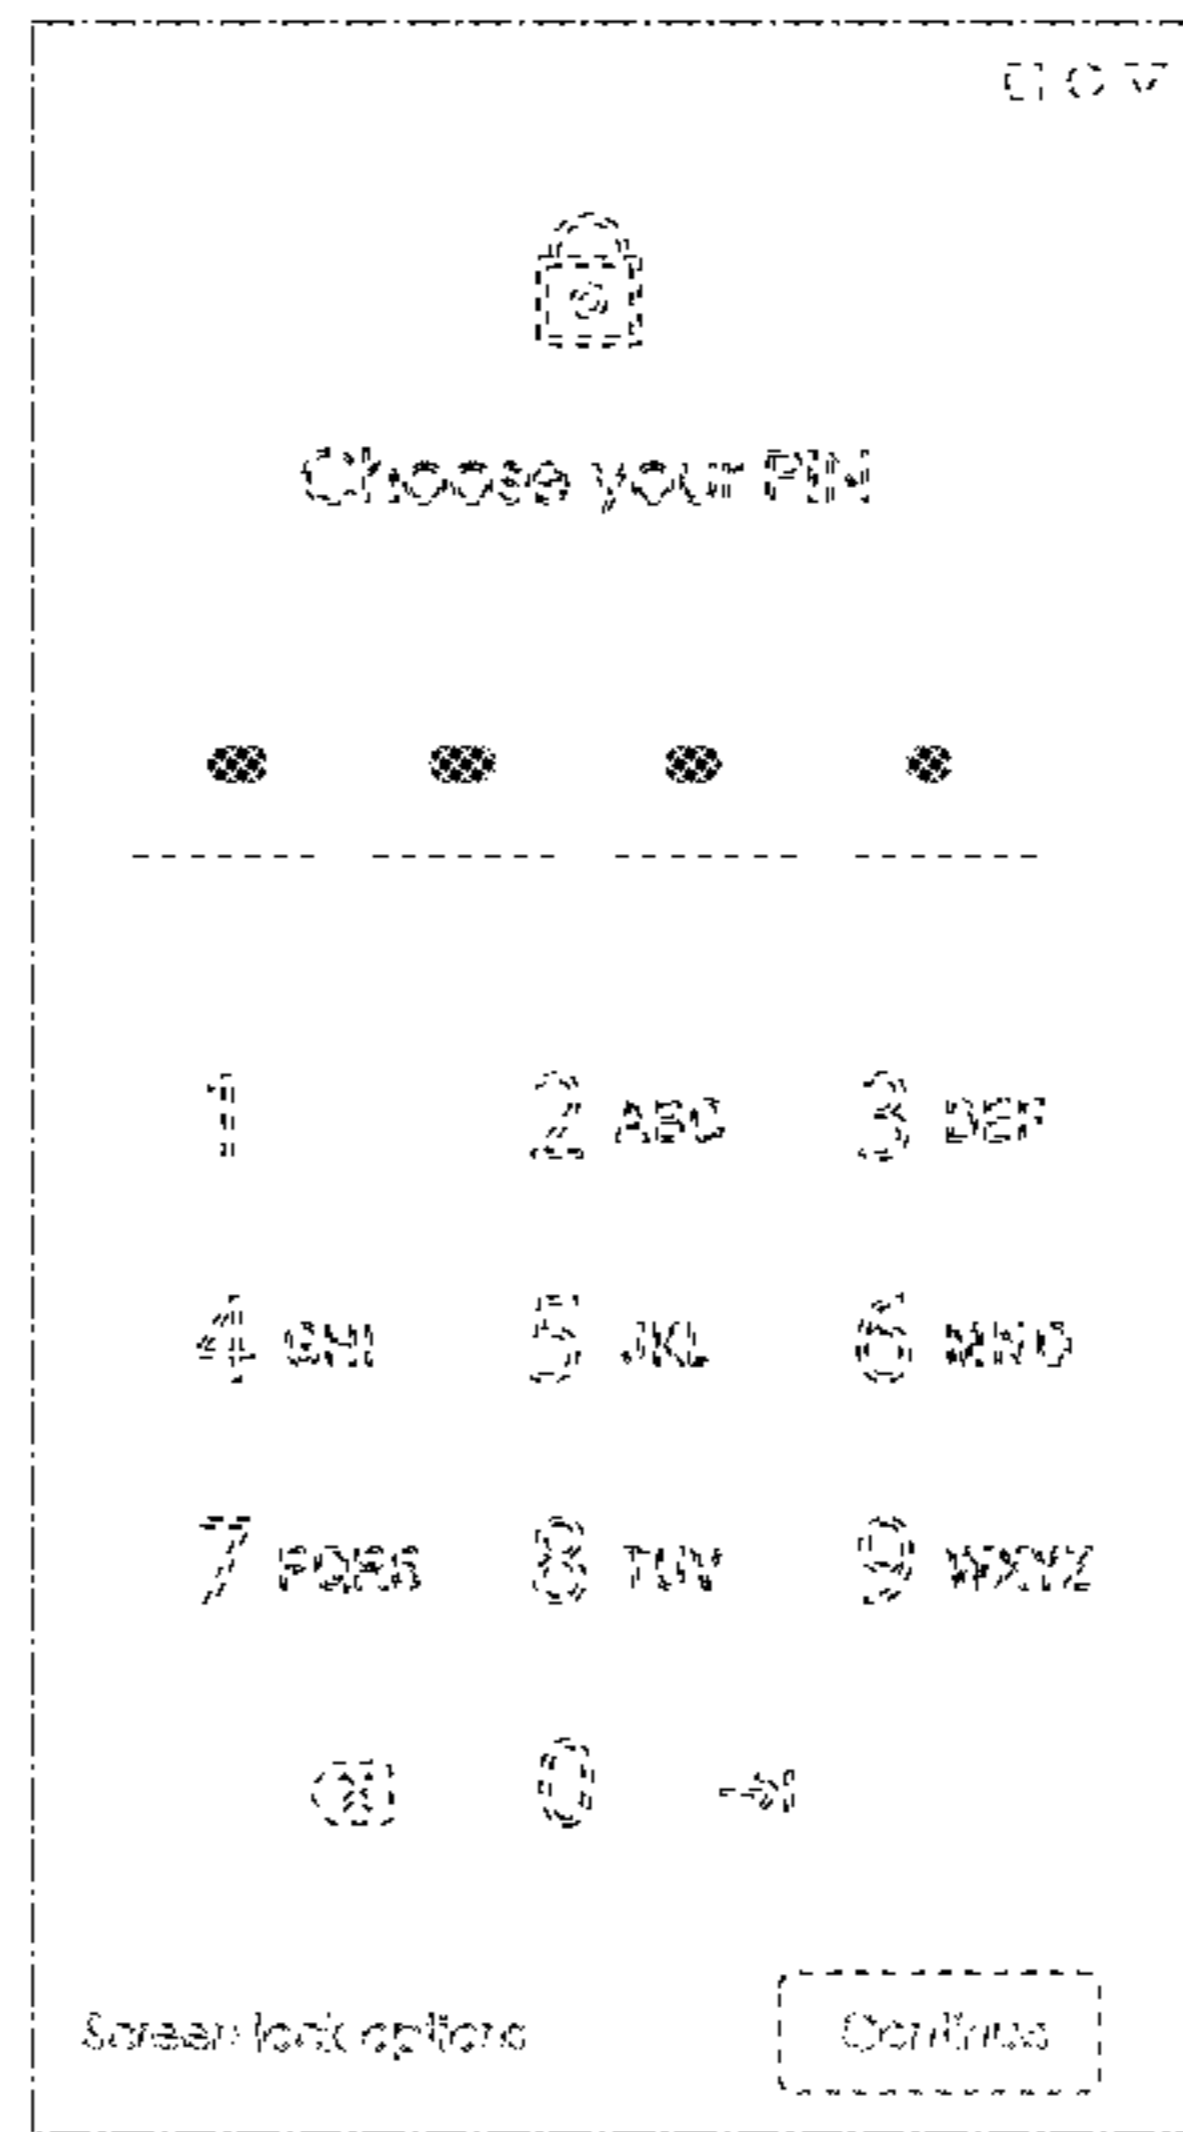 Choose your PIN
1 2 ABC 3 DEF
4 GHI 5 JKL 6 MNO
7 PQRS 8 TUV 9 WXYZ
0
Screen lock options Continue